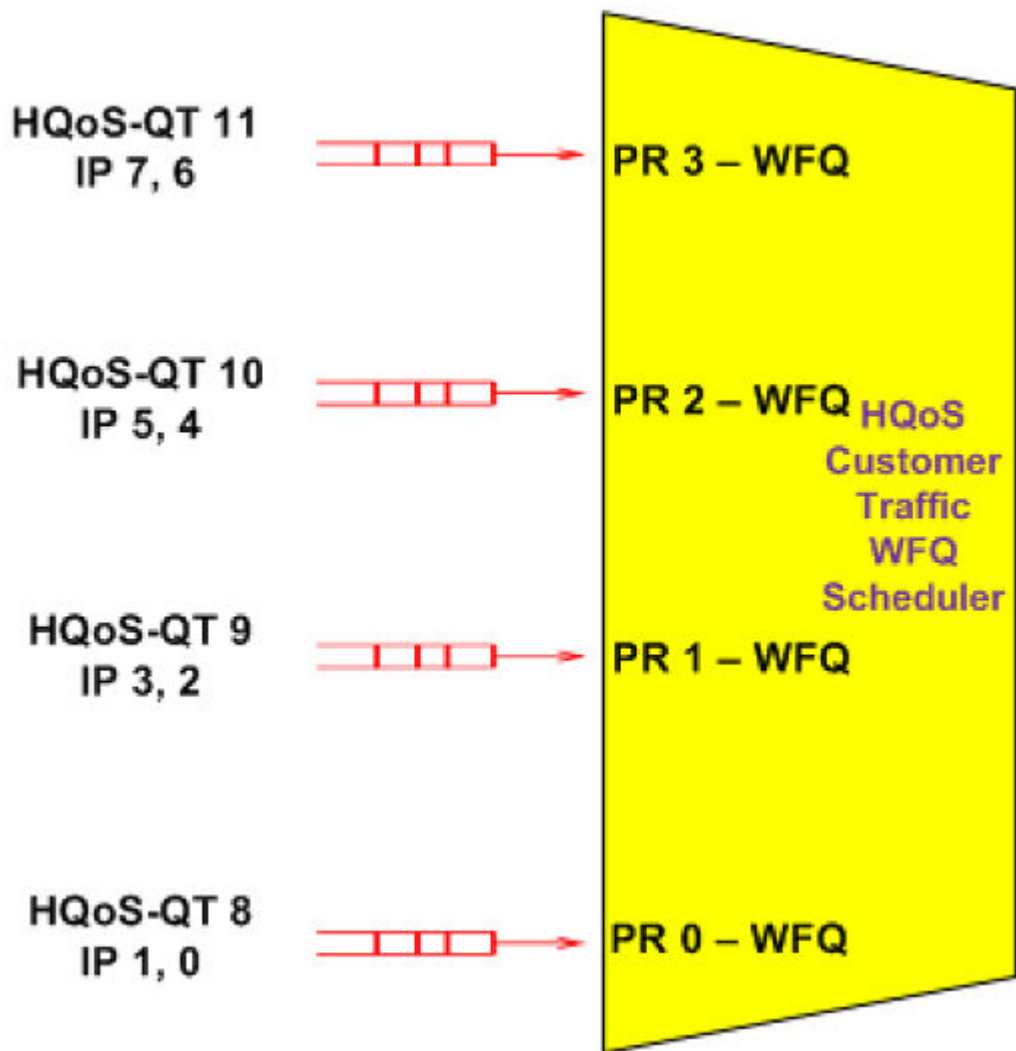 HQoS-QT 11
IP 7, 6
PR 3 – WFQ
HQoS-QT 10
IP 5, 4
PR 2 – WFQ
HQoS
Customer
Traffic
WFQ
Scheduler
HQoS-QT 9
IP 3, 2
PR 1 – WFQ
HQoS-QT 8
IP 1, 0
PR 0 – WFQ